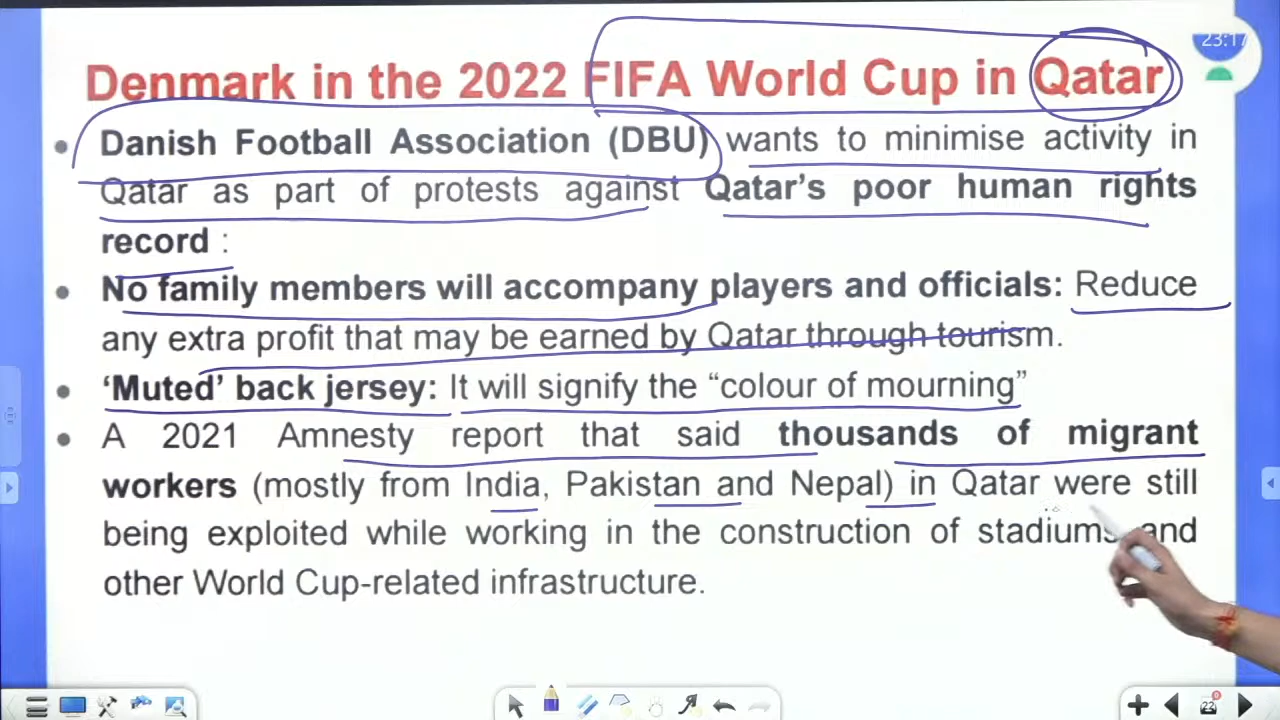 23:17
Denmark in the 2022 FIFA World Cup in Qatar
• Danish Football Association (DBU) wants to minimise activity in
Qatar as part of protests against Qatar's poor human rights
record :
• No family members will accompany players and officials: Reduce
any extra profit that may be earned by Qatar through tourism.
• ‘Muted’ back jersey: It will signify the “colour of mourning”
• A 2021 Amnesty report that said thousands of migrant
workers (mostly from India, Pakistan and Nepal) in Qatar were still
being exploited while working in the construction of stadiums and
other World Cup-related infrastructure.
22